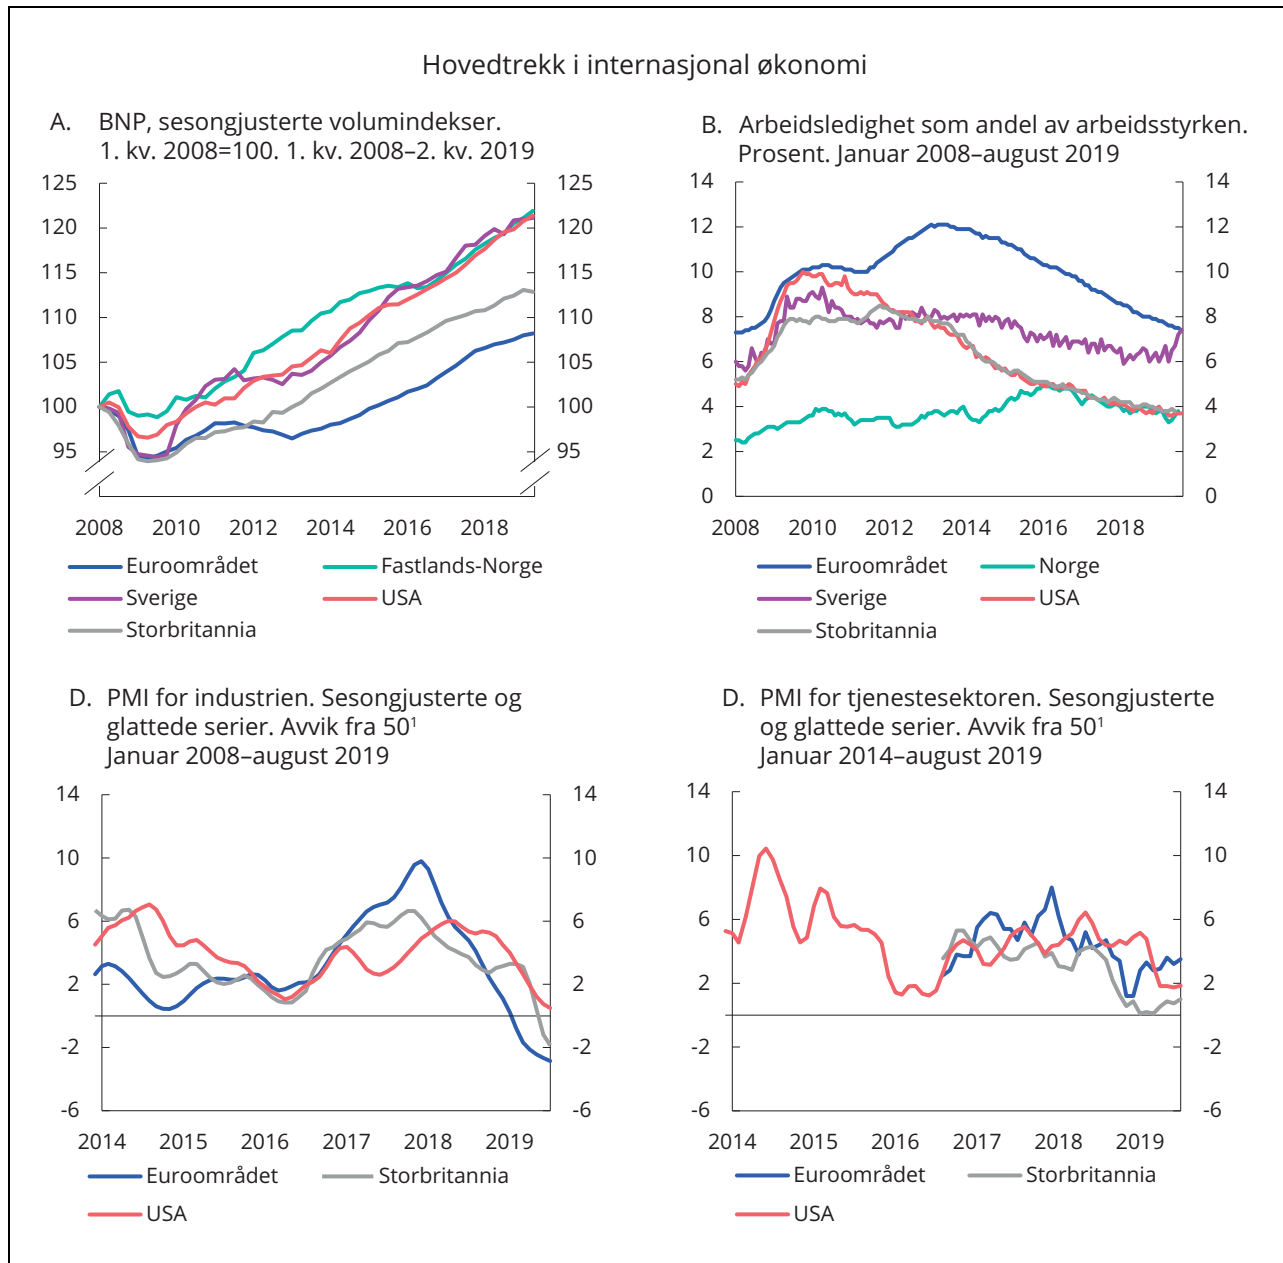 Hovedtrekk i internasjonal økonomi
A. BNP, sesongjusterte volumindekser.
1. kv. 2008=100. 1. kv. 2008–2. kv. 2019
125 125
120 120
115 115
110 110
105 105
100 100
95 95
2008 2010 2012 2014 2016 2018
Euroområdet Fastlands-Norge
Sverige USA
Storbritannia
B. Arbeidsledighet som andel av arbeidsstyrken.
Prosent. Januar 2008–august 2019
14 14
12 12
10 10
8 8
6 6
4 4
2 2
0 0
2008 2010 2012 2014 2016 2018
Euroområdet Norge
Sverige USA
Stobritannia
D. PMI for industrien. Sesongjusterte og
glattede serier. Avvik fra 50¹
Januar 2008–august 2019
14 14
10 10
6 6
2 2
-2 -2
-6 -6
2014 2015 2016 2017 2018 2019
Euroområdet Storbritannia
USA
D. PMI for tjenestesektoren. Sesongjusterte
og glattede serier. Avvik fra 50¹
Januar 2014–august 2019
14 14
10 10
6 6
2 2
-2 -2
-6 -6
2014 2015 2016 2017 2018 2019
Euroområdet Storbritannia
USA